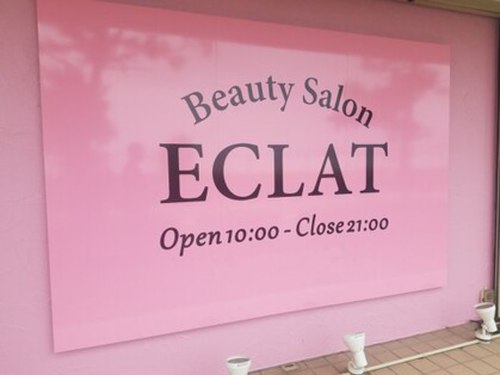 Beauty Salon
ECLAT
Open 10:00 - Close 21:00